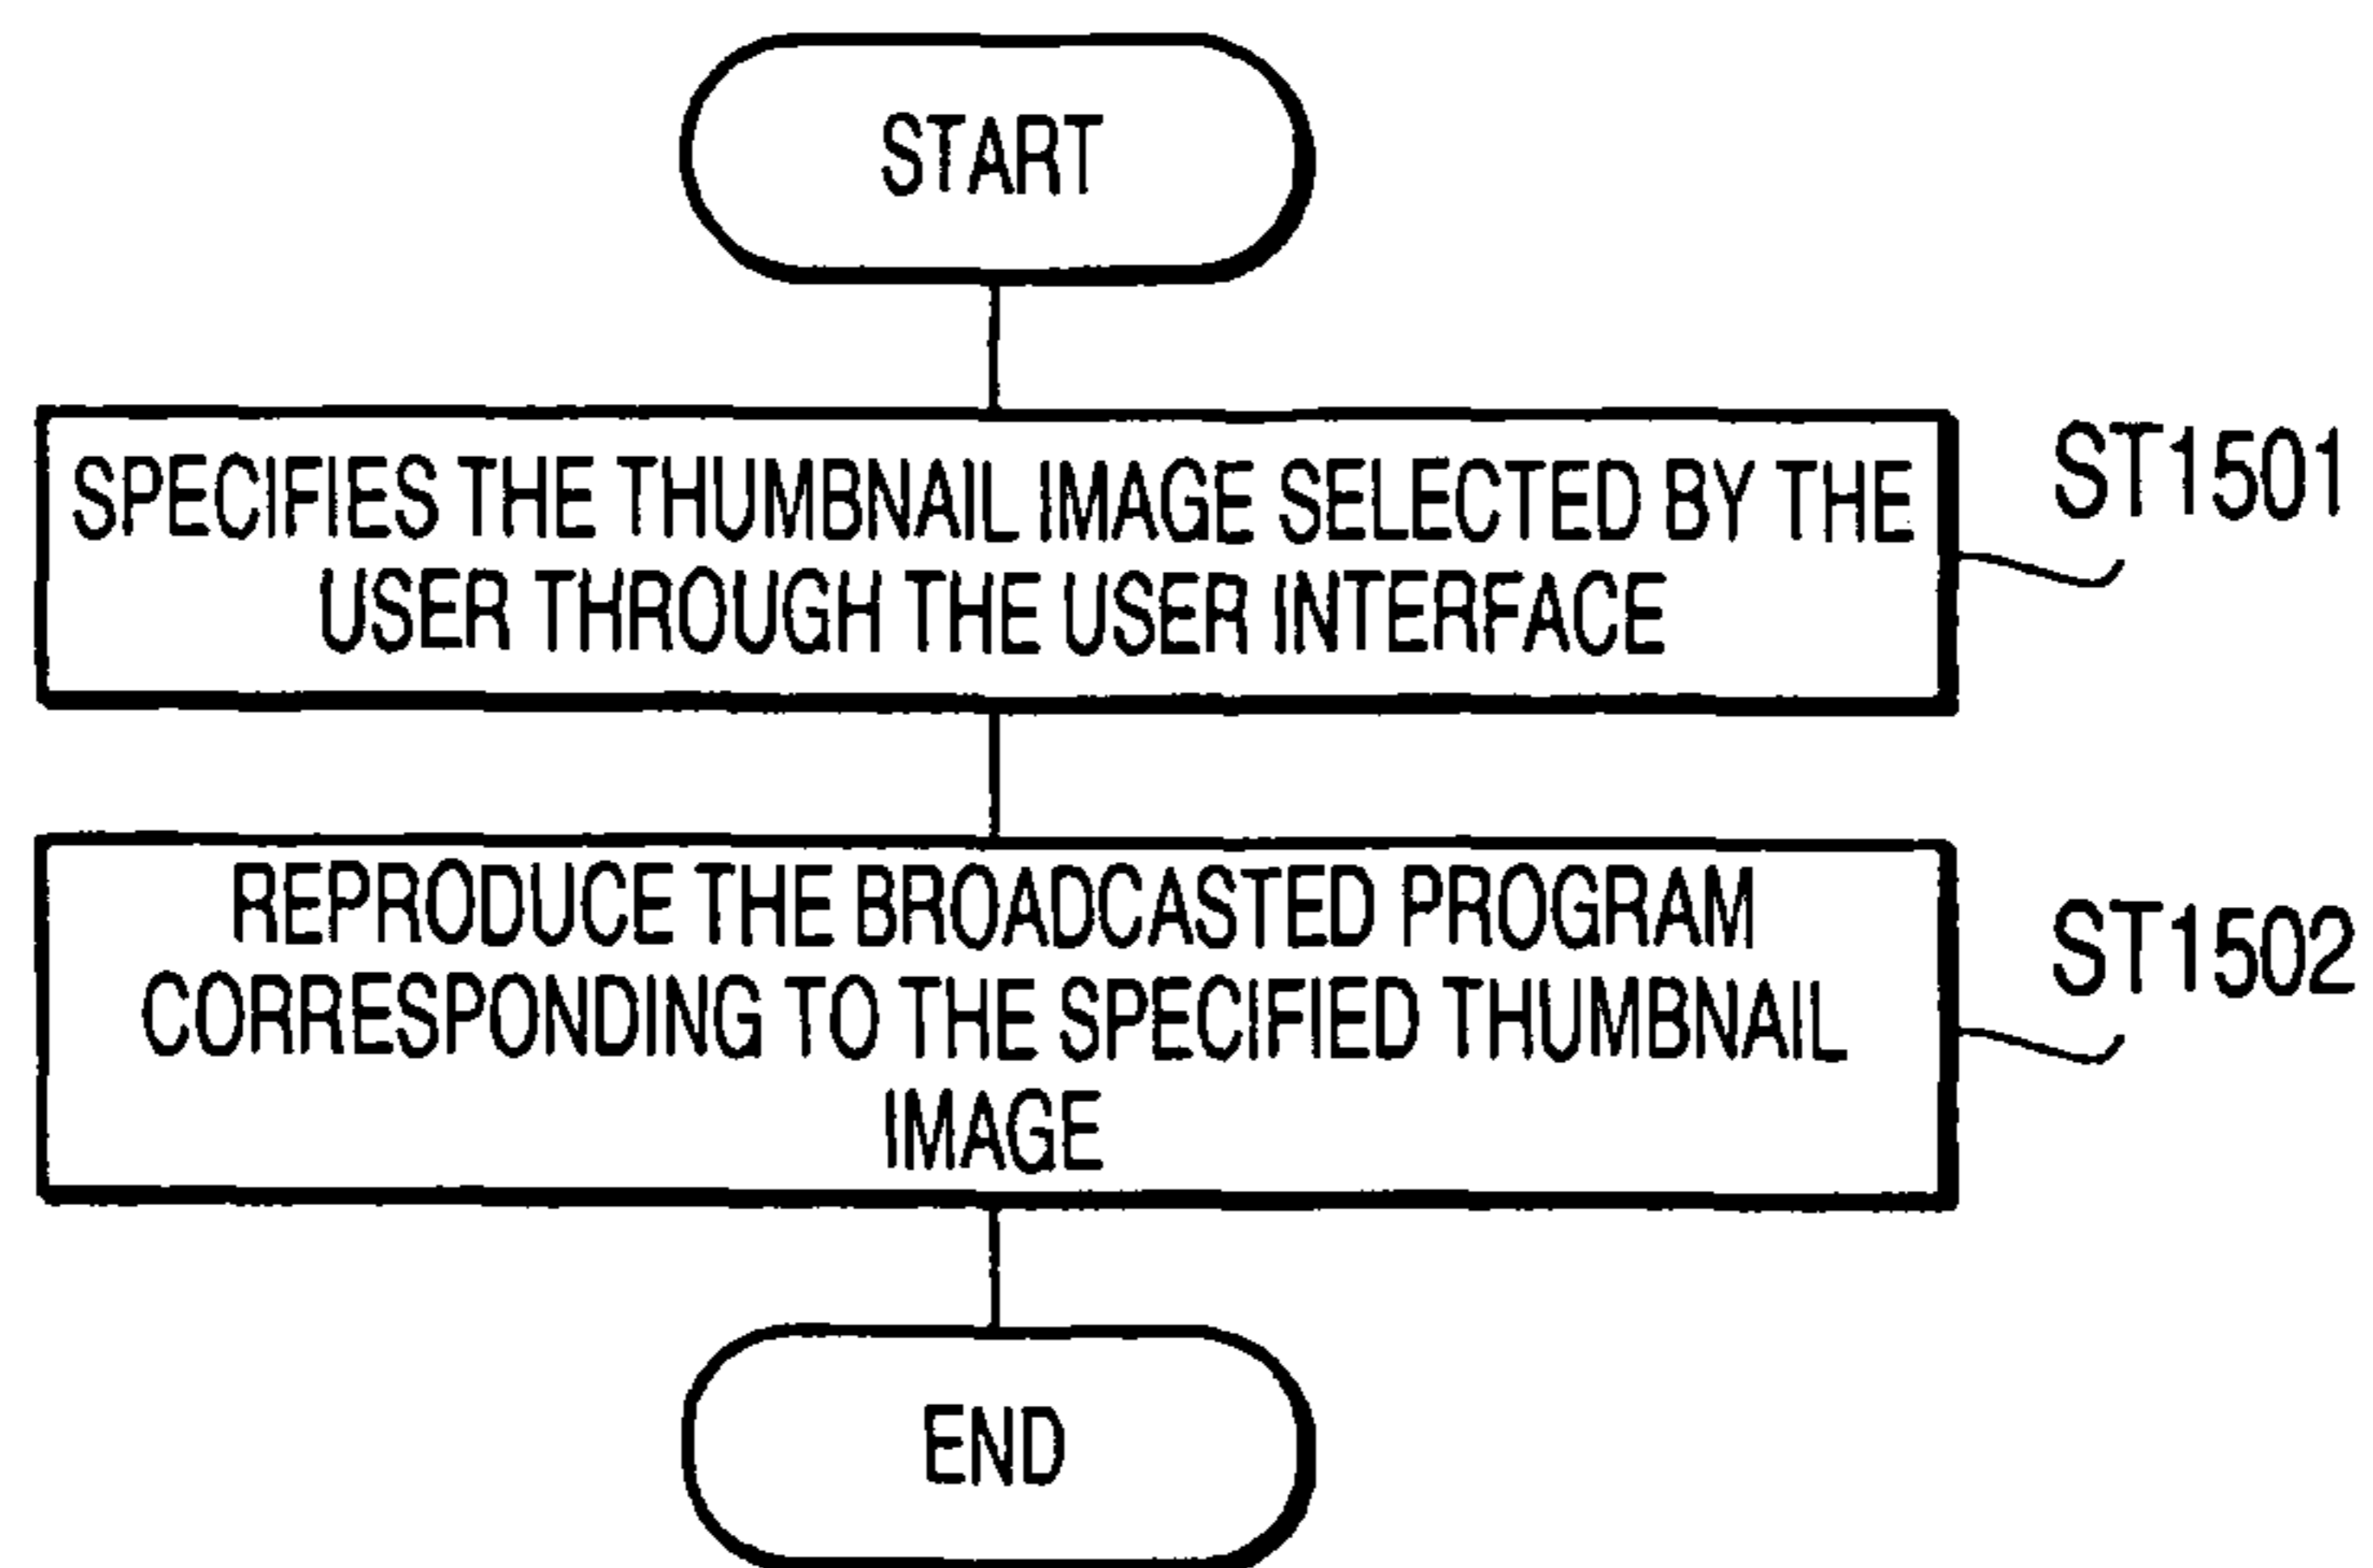 START
SPECIFIES THE THUMBNAIL IMAGE SELECTED BY THE
USER THROUGH THE USER INTERFACE
ST1501
REPRODUCE THE BROADCASTED PROGRAM
CORRESPONDING TO THE SPECIFIED THUMBNAIL
IMAGE
ST1502
END